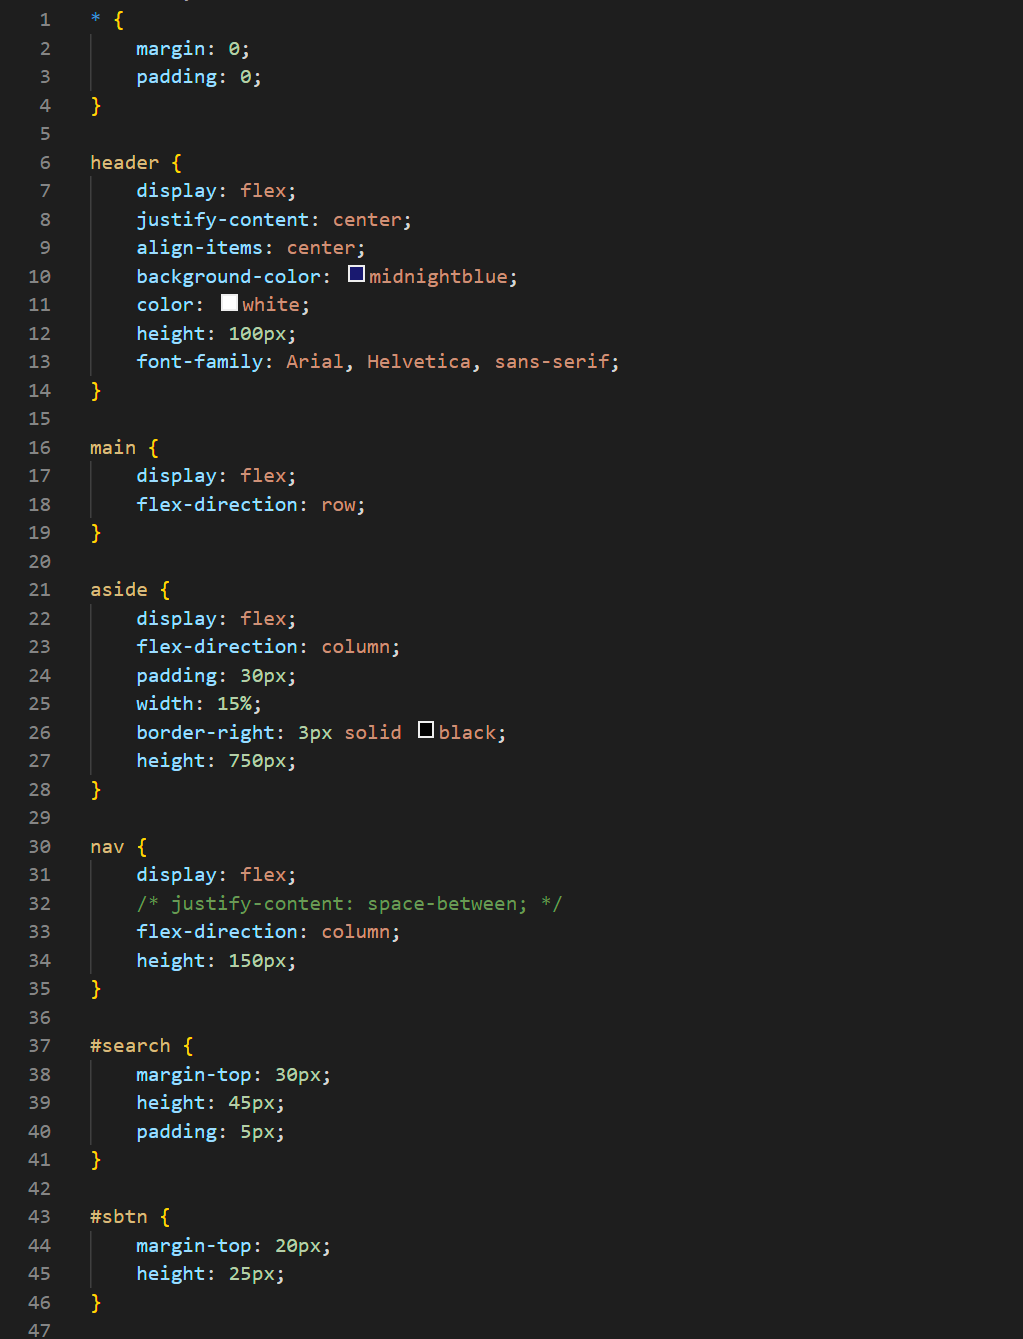 1 * {
2     margin: 0;
3     padding: 0;
4 }
5
6 header {
7     display: flex;
8     justify-content: center;
9     align-items: center;
10     background-color: midnightblue;
11     color: white;
12     height: 100px;
13     font-family: Arial, Helvetica, sans-serif;
14 }
15
16 main {
17     display: flex;
18     flex-direction: row;
19 }
20
21 aside {
22     display: flex;
23     flex-direction: column;
24     padding: 30px;
25     width: 15%;
26     border-right: 3px solid black;
27     height: 750px;
28 }
29
30 nav {
31     display: flex;
32     /* justify-content: space-between; */
33     flex-direction: column;
34     height: 150px;
35 }
36
37 #search {
38     margin-top: 30px;
39     height: 45px;
40     padding: 5px;
41 }
42
43 #sbtn {
44     margin-top: 20px;
45     height: 25px;
46 }
47